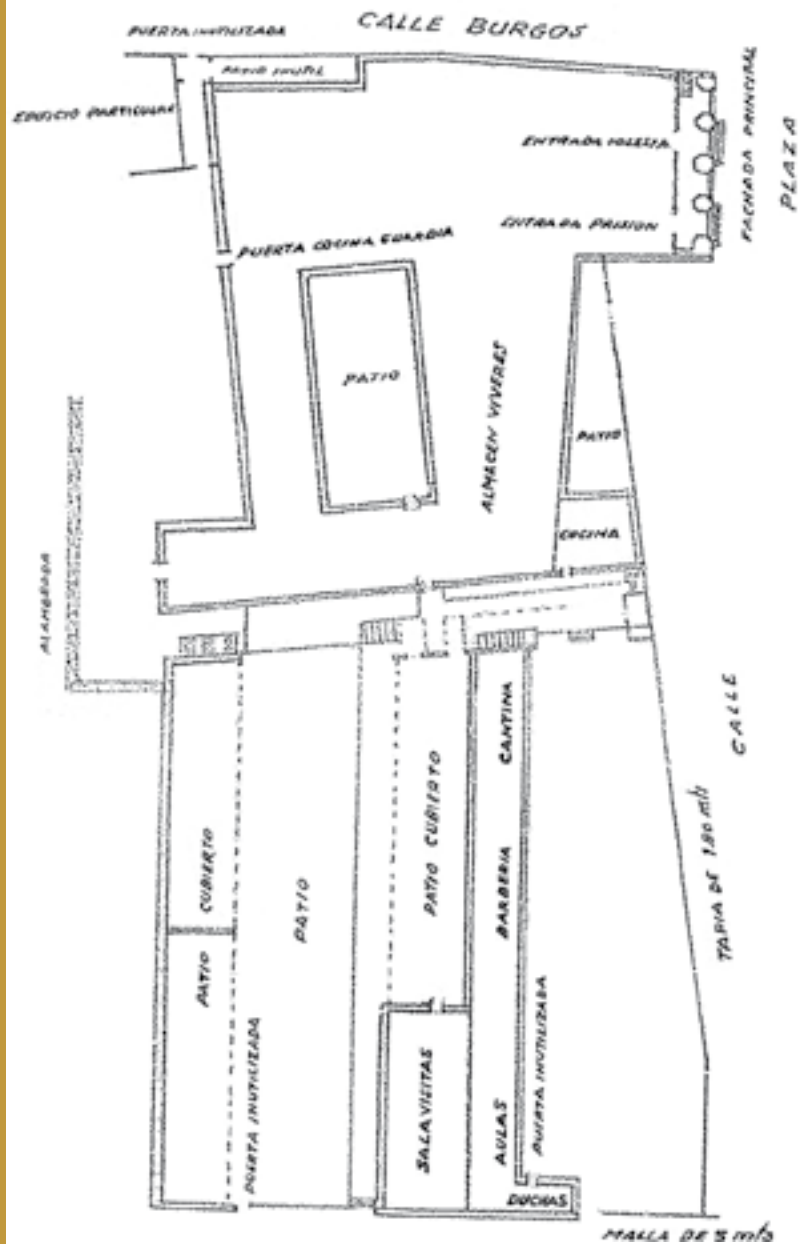 CALLE BURGOS
PUERTA INUTILIZADA
PATIO INUTIL
EDIFICIO PARTICULAR
ENTRADA IGLESIA
FACHADA PRINCIPAL
PLAZA
ENTRADA PRISION
PUERTA COCINA GUARDIA
PATIO
ALMACEN VIVERES
PATIO
COCINA
ALAMBRADA
CALLE
TAPIA DE 1.80 mts
CUBIERTO
PATIO
PATIO
PATIO CUBIERTO
CANTINA
BARBERIA
AULAS
PUERTA INUTILIZADA
PUERTA INUTILIZADA
SALA VISITAS
DUCHAS
MALLA DE 3 mts